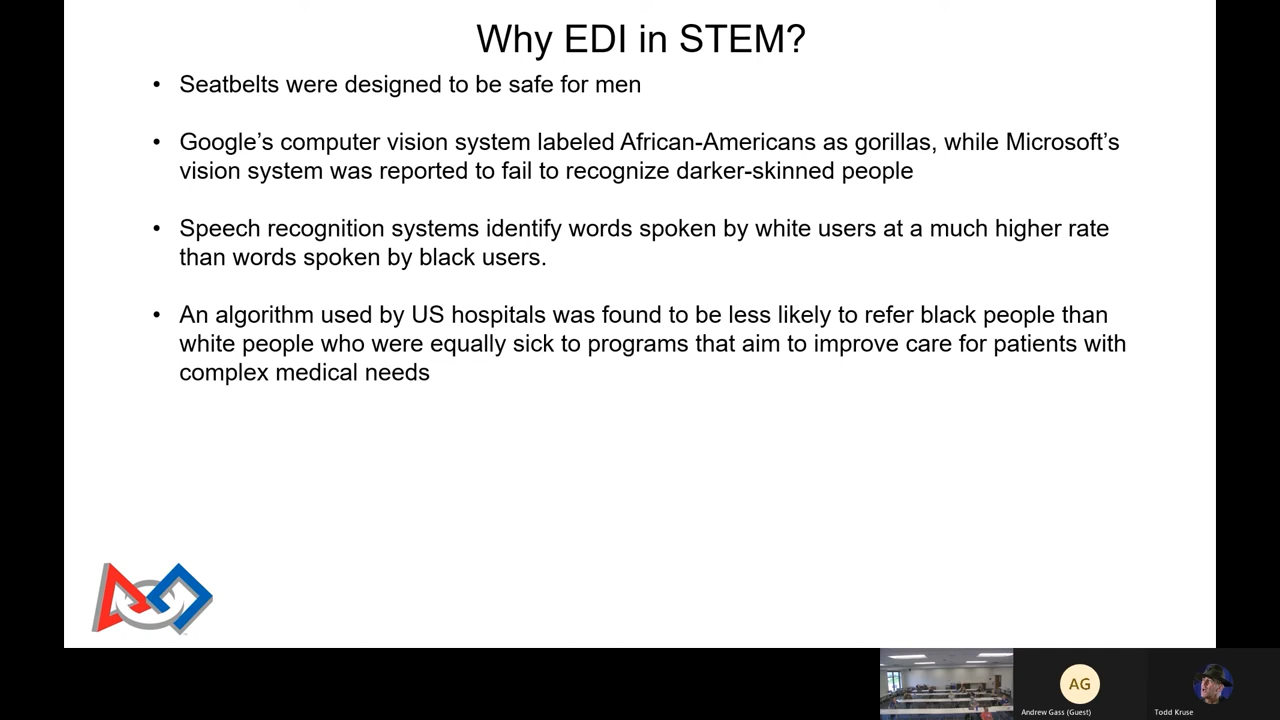 Why EDI in STEM?
• Seatbelts were designed to be safe for men
• Google’s computer vision system labeled African-Americans as gorillas, while Microsoft’s
vision system was reported to fail to recognize darker-skinned people
• Speech recognition systems identify words spoken by white users at a much higher rate
than words spoken by black users.
• An algorithm used by US hospitals was found to be less likely to refer black people than
white people who were equally sick to programs that aim to improve care for patients with
complex medical needs
AG
Andrew Gass (Guest)
Todd Kruse